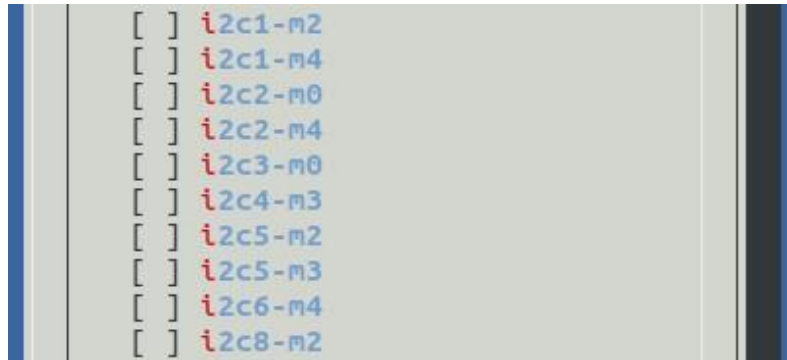 [ ] i2c1-m2
[ ] i2c1-m4
[ ] i2c2-m0
[ ] i2c2-m4
[ ] i2c3-m0
[ ] i2c4-m3
[ ] i2c5-m2
[ ] i2c5-m3
[ ] i2c6-m4
[ ] i2c8-m2